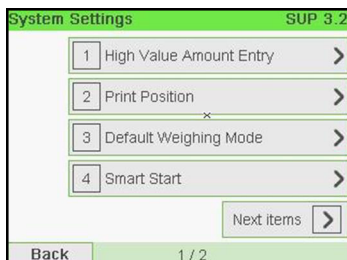 System Settings SUP 3.2
1 High Value Amount Entry >
2 Print Position >
3 Default Weighing Mode >
4 Smart Start >
Next items >
Back 1 / 2